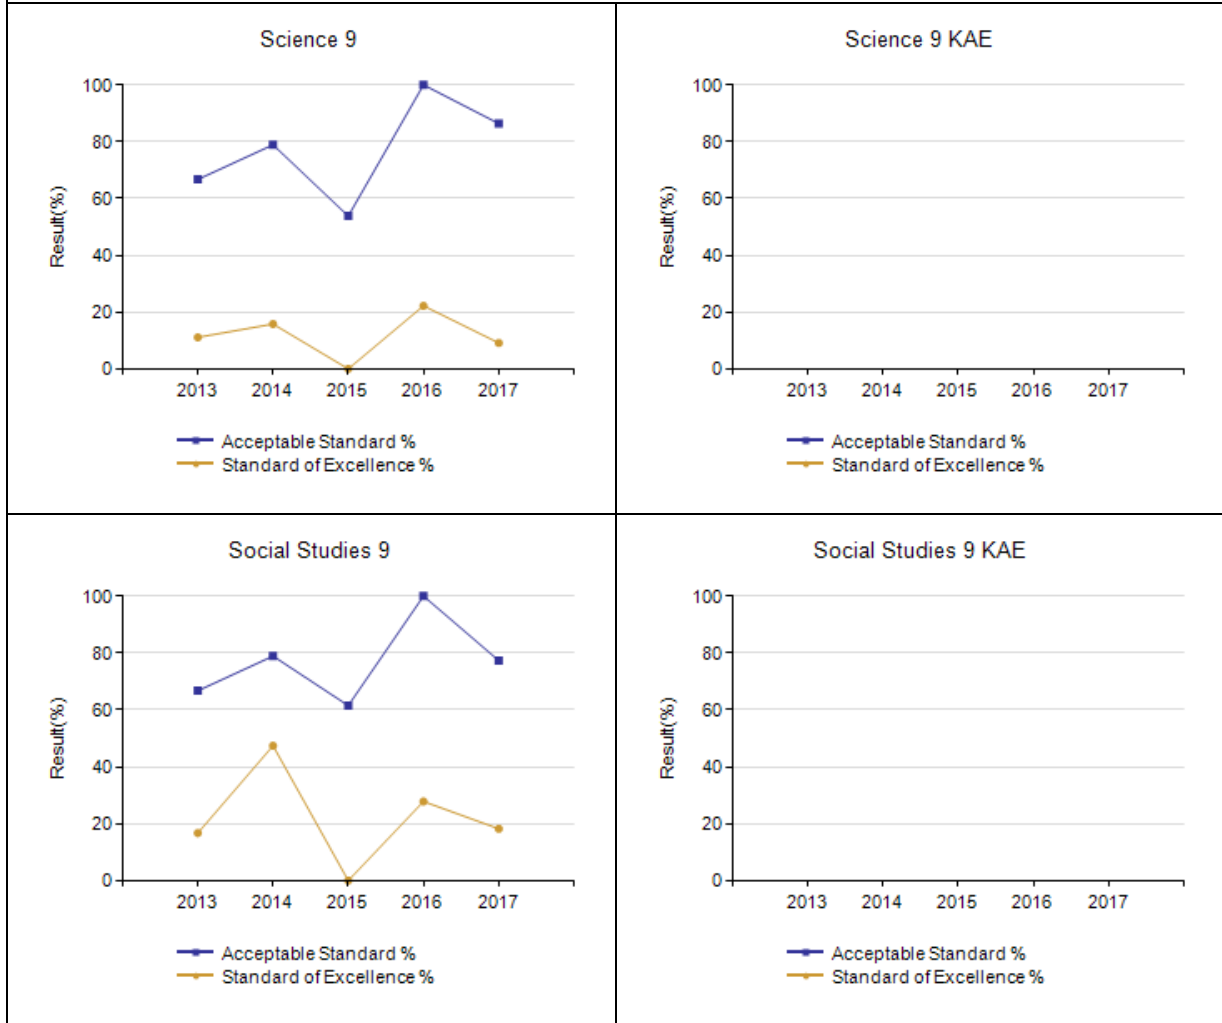 Science 9
Result(%)
100
80
60
40
20
0
2013 2014 2015 2016 2017
Acceptable Standard %
Standard of Excellence %
Science 9 KAE
Result(%)
100
80
60
40
20
0
2013 2014 2015 2016 2017
Acceptable Standard %
Standard of Excellence %
Social Studies 9
Result(%)
100
80
60
40
20
0
2013 2014 2015 2016 2017
Acceptable Standard %
Standard of Excellence %
Social Studies 9 KAE
Result(%)
100
80
60
40
20
0
2013 2014 2015 2016 2017
Acceptable Standard %
Standard of Excellence %